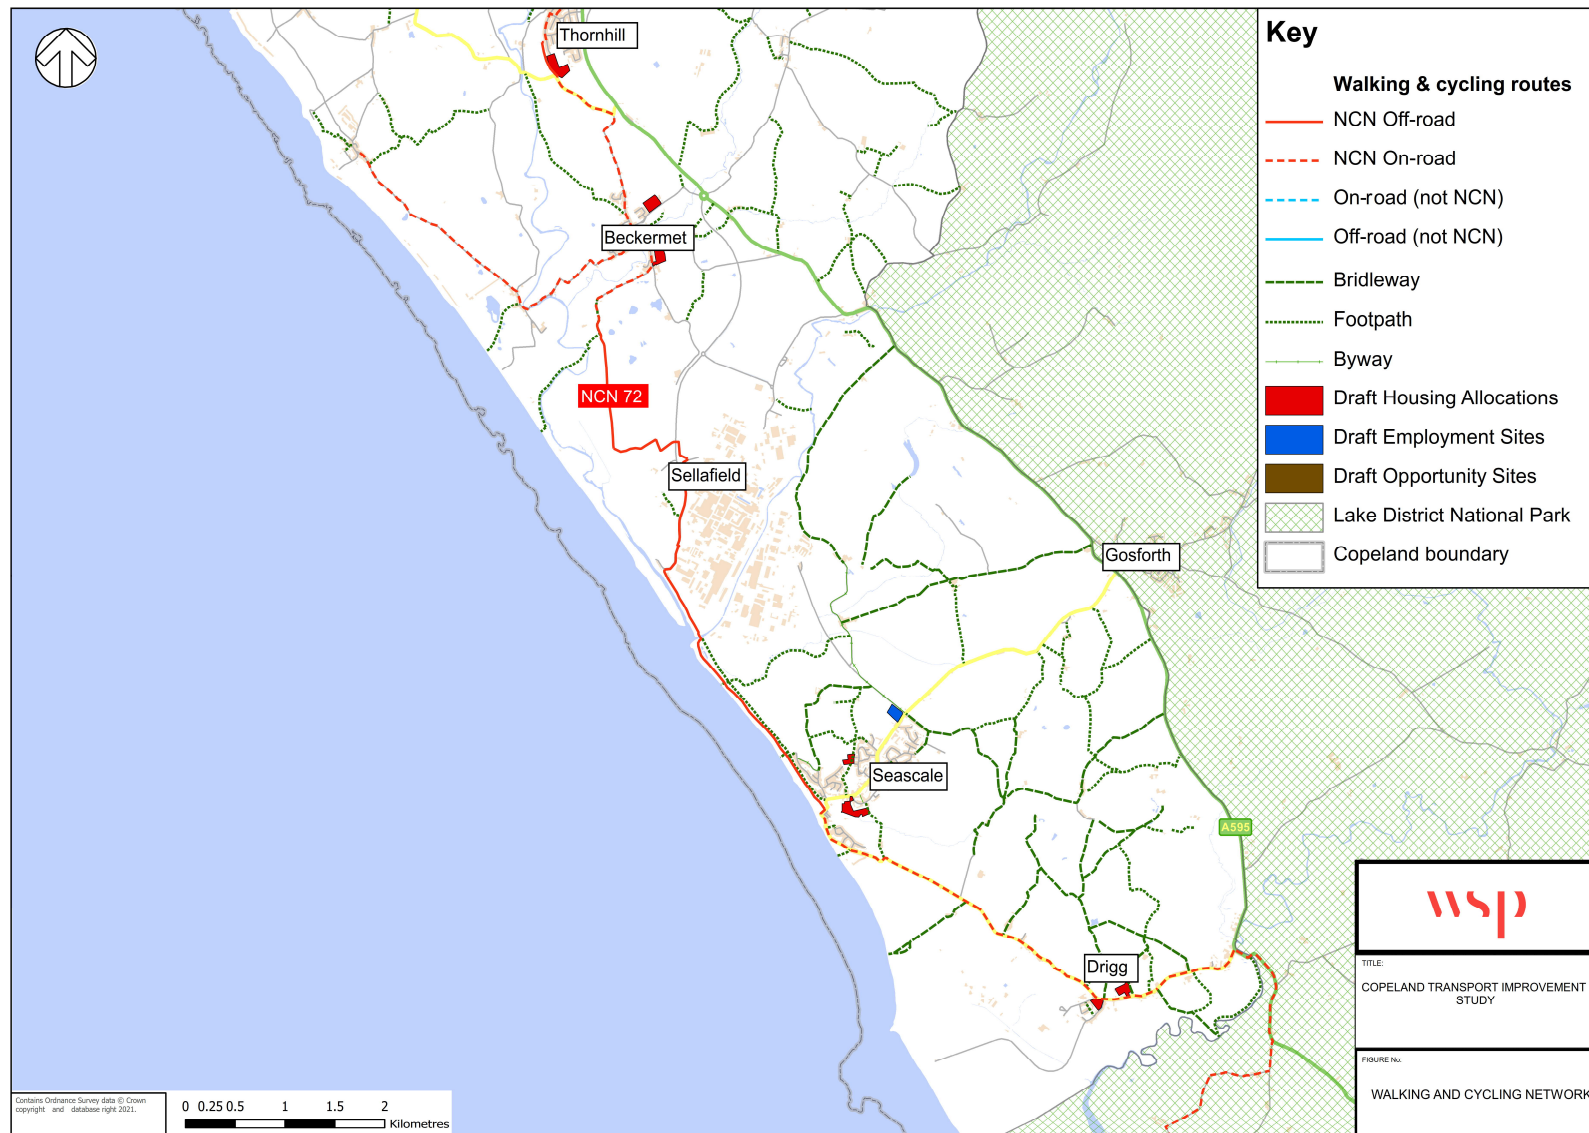 Thornhill
Beckermet
NCN 72
Sellafield
Gosforth
Seascale
A595
Drigg
Key
Walking & cycling routes
NCN Off-road
NCN On-road
On-road (not NCN)
Off-road (not NCN)
Bridleway
Footpath
Byway
Draft Housing Allocations
Draft Employment Sites
Draft Opportunity Sites
Lake District National Park
Copeland boundary
wsp
TITLE:
COPELAND TRANSPORT IMPROVEMENT
STUDY
FIGURE No.
WALKING AND CYCLING NETWORK
Contains Ordnance Survey data © Crown
copyright and database right 2021.
0 0.25 0.5 1 1.5 2
Kilometres